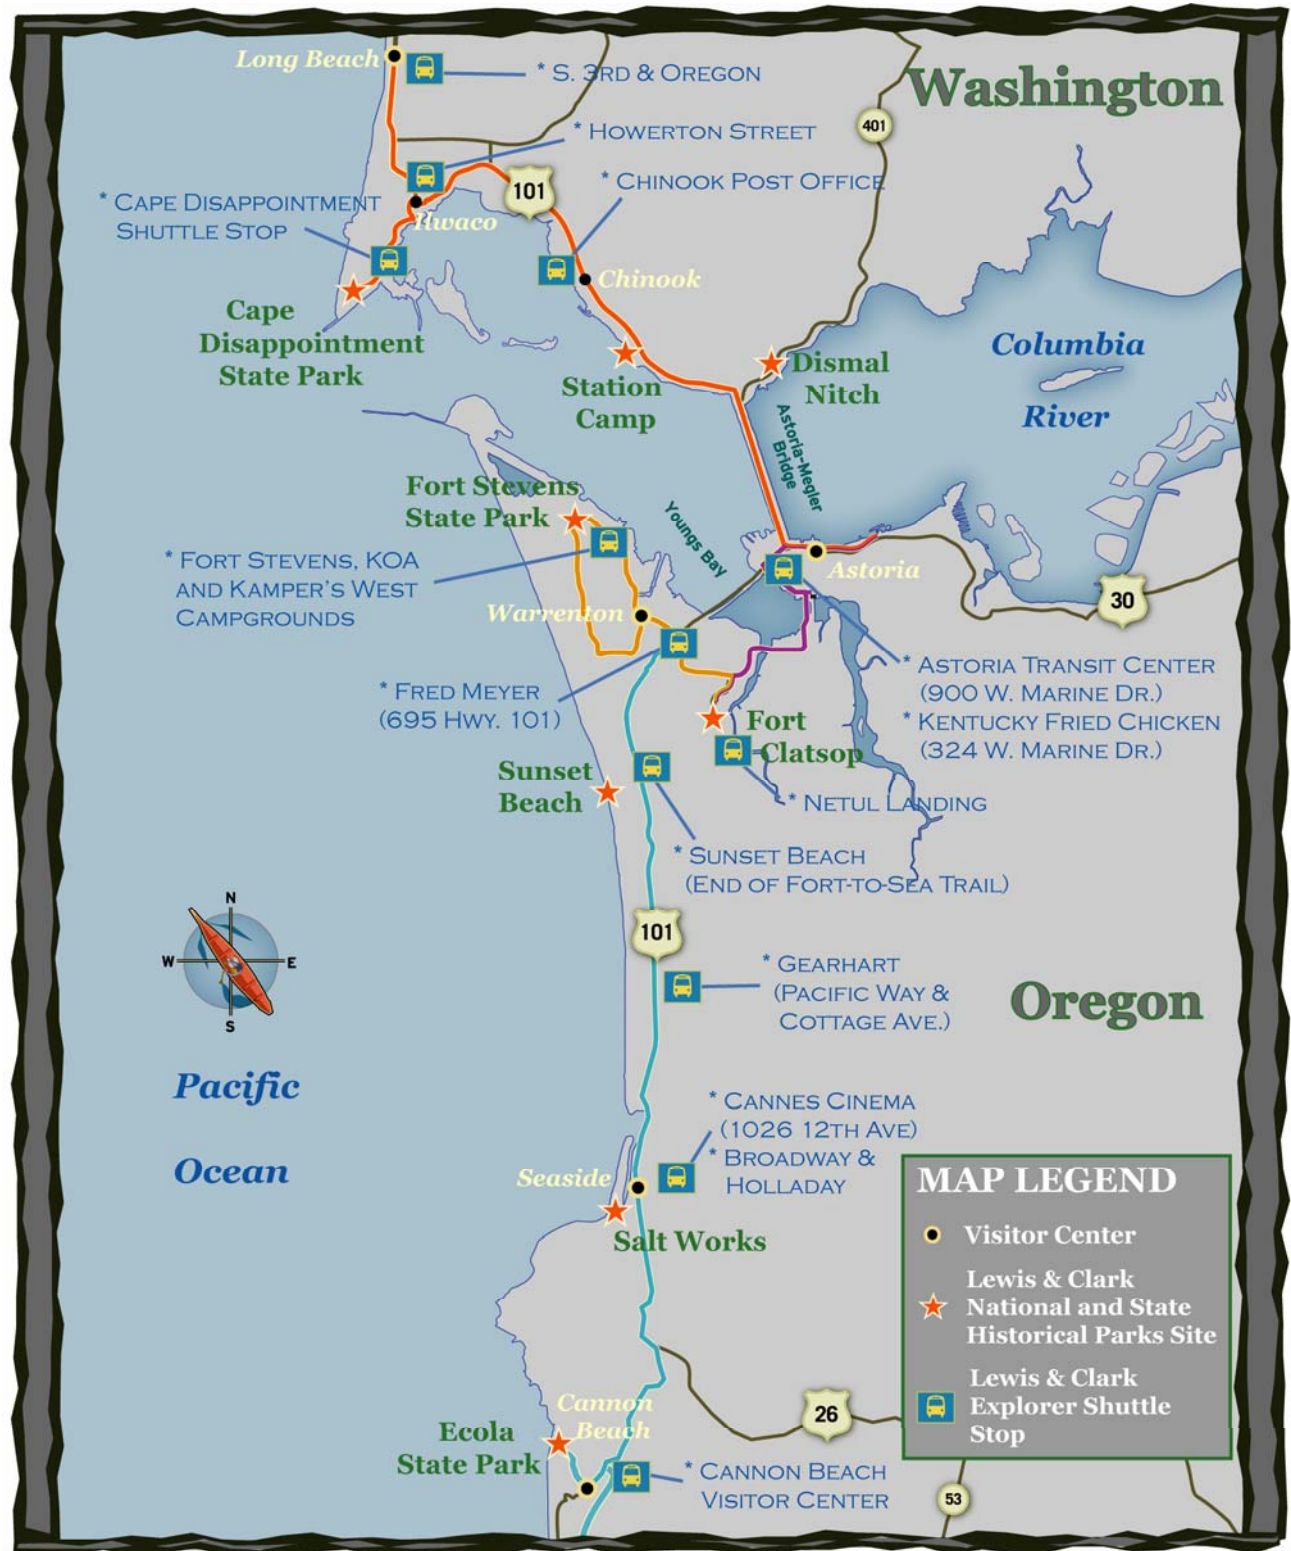 Long Beach
* S. 3RD & OREGON
Washington
401
* HOWERTON STREET
101
* CHINOOK POST OFFICE
* CAPE DISAPPOINTMENT
SHUTTLE STOP
Ilwaco
Chinook
Cape
Disappointment
State Park
Station
Camp
Dismal
Nitch
Columbia
River
Astoria-Megler
Bridge
Fort Stevens
State Park
Youngs Bay
* FORT STEVENS, KOA
AND KAMPER'S WEST
CAMPGROUNDS
Astoria
30
Warrenton
* FRED MEYER
(695 HWY. 101)
* ASTORIA TRANSIT CENTER
(900 W. MARINE DR.)
* KENTUCKY FRIED CHICKEN
(324 W. MARINE DR.)
Fort
Clatsop
Sunset
Beach
* NETUL LANDING
* SUNSET BEACH
(END OF FORT-TO-SEA TRAIL)
N
W
E
S
101
* GEARHART
(PACIFIC WAY &
COTTAGE AVE.)
Oregon
Pacific
Ocean
* CANNES CINEMA
(1026 12TH AVE)
* BROADWAY &
HOLLADAY
Seaside
Salt Works
MAP LEGEND
Visitor Center
Lewis & Clark
National and State
Historical Parks Site
Lewis & Clark
Explorer Shuttle
Stop
26
Cannon
Beach
Ecola
State Park
* CANNON BEACH
VISITOR CENTER
53